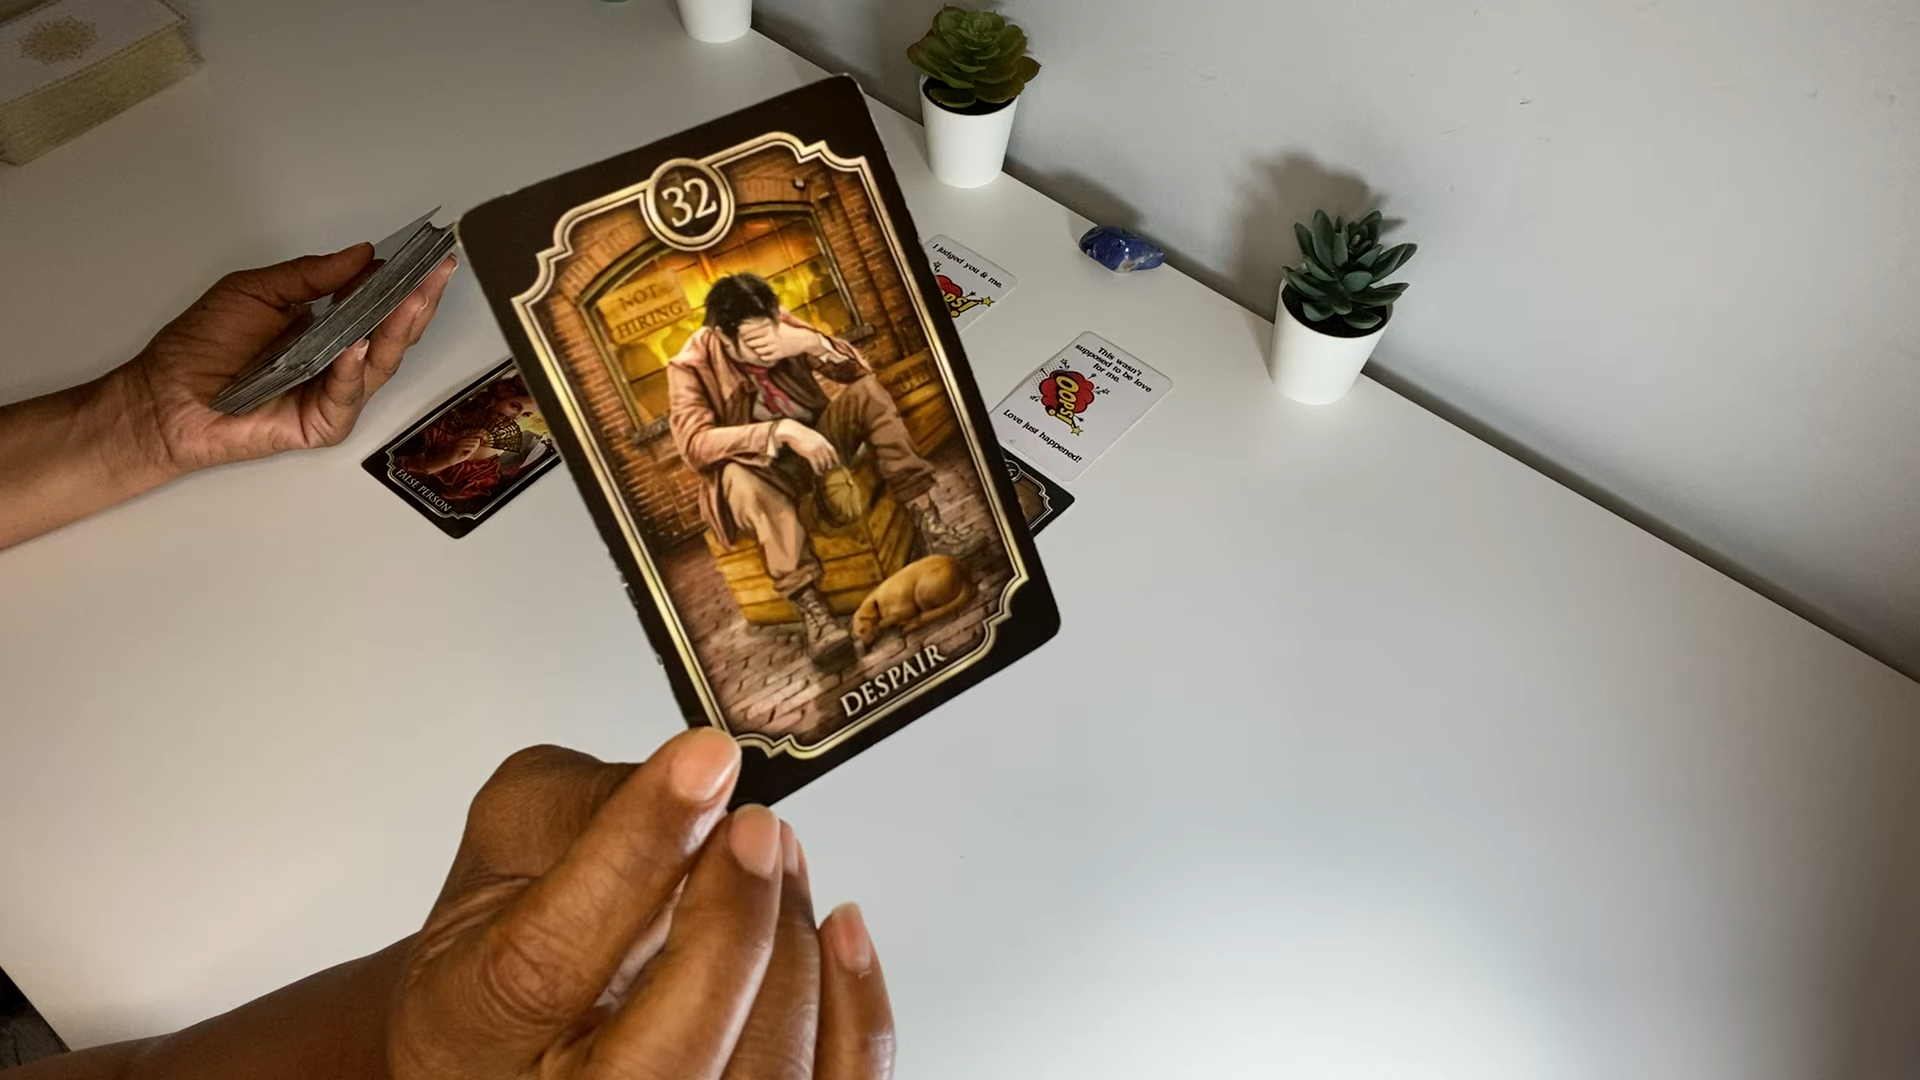 32
NOT
HIRING
DESPAIR
FALSE PERSON
I judged you & me.
This wasn't
supposed to be love
for me.
OOPS!
Love just happened!